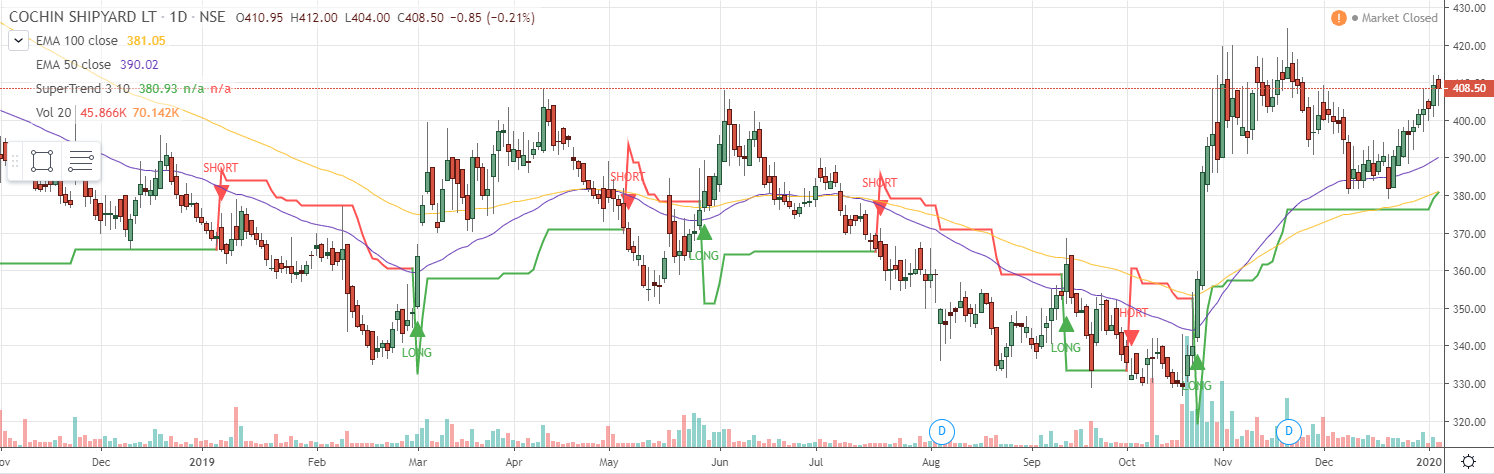 COCHIN SHIPYARD LT · 1D · NSE O410.95 H412.00 L404.00 C408.50 −0.85 (−0.21%)
! Market Closed
EMA 100 close 381.05
EMA 50 close 390.02
SuperTrend 3 10 380.93 n/a n/a
Vol 20 45.866K 70.142K
430.00
420.00
408.50
400.00
390.00
380.00
370.00
360.00
350.00
340.00
330.00
320.00
SHORT
SHORT
SHORT
LONG
HORT
LONG
LONG
ONG
D
D
ov
Dec
2019
Feb
Mar
Apr
May
Jun
Jul
Aug
Sep
Oct
Nov
Dec
2020